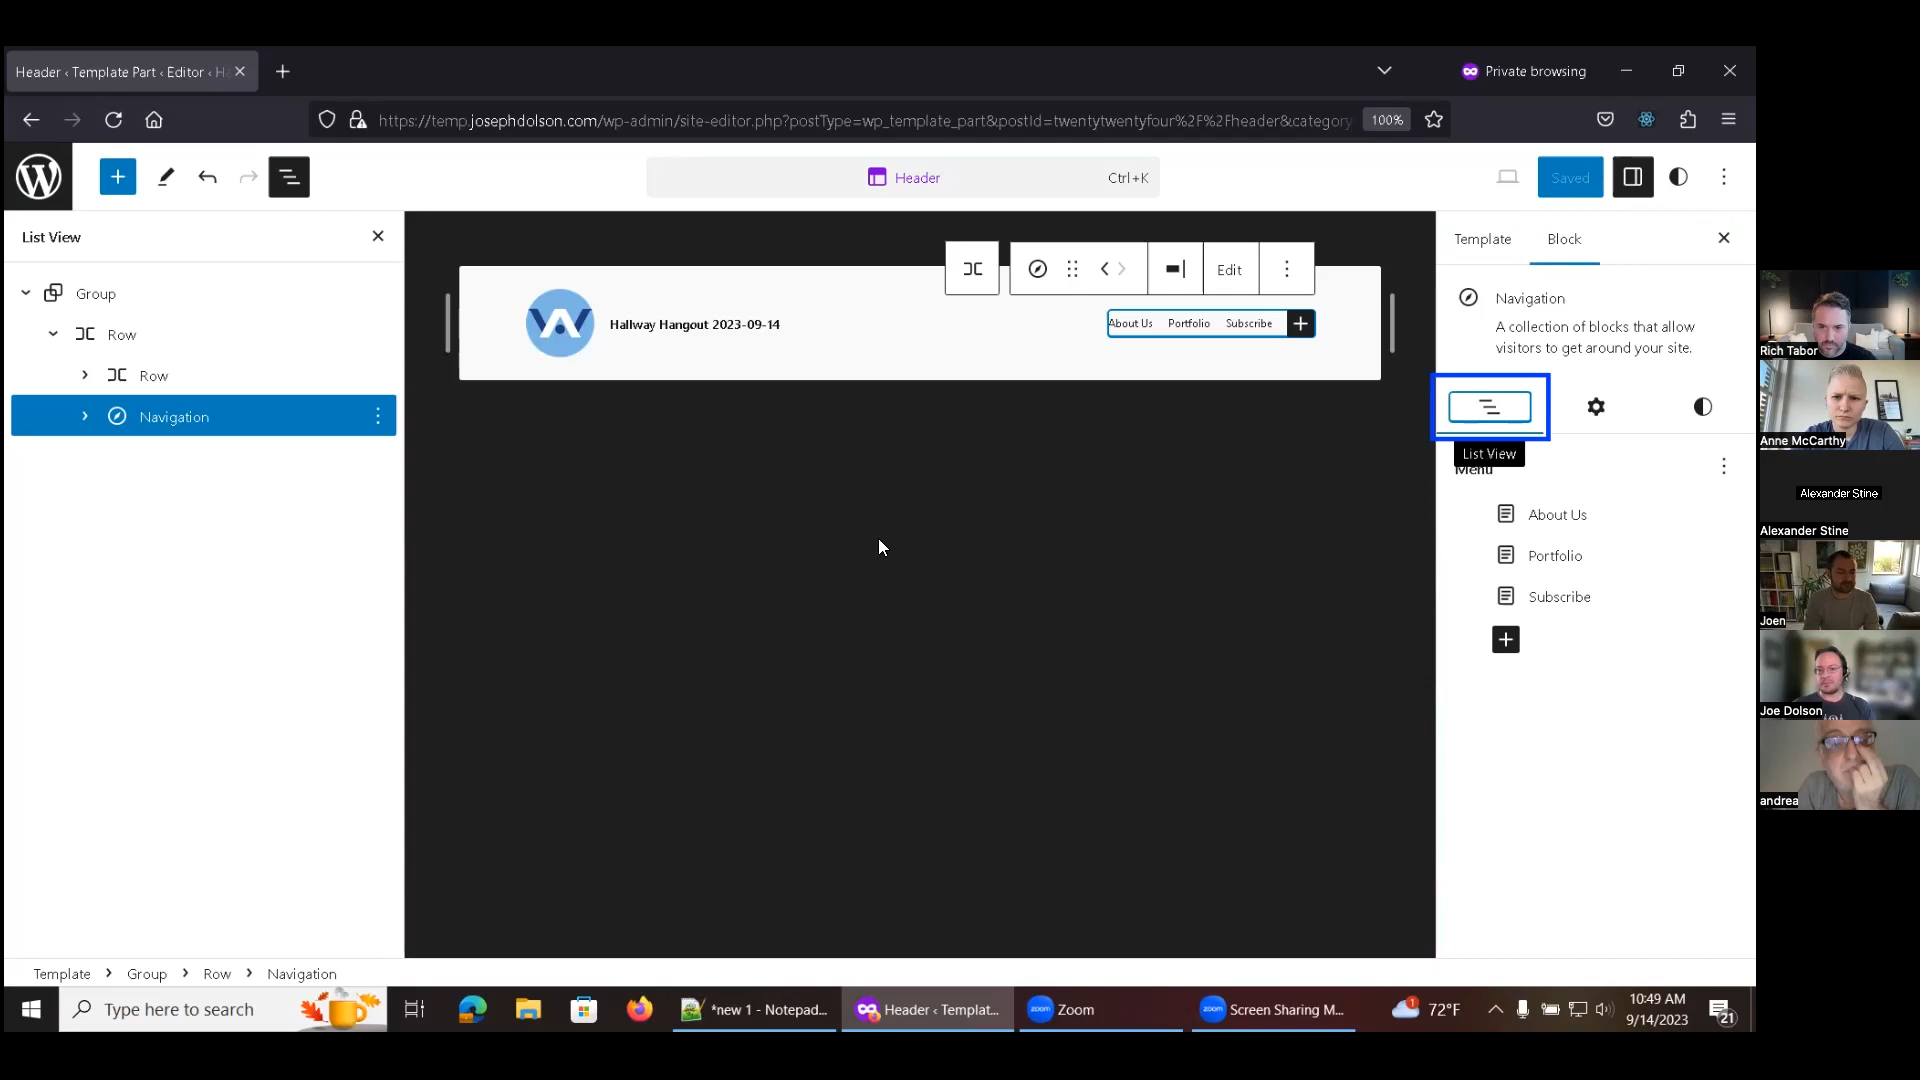 Header ‹ Template Part ‹ Editor ‹ H
Private browsing
https://temp.josephdolson.com/wp-admin/site-editor.php?postType=wp_template_part&postId=twentytwentyfour%2F%2Fheader&category
100%
Header
Ctrl+K
Saved
List View
Template
Block
Group
Edit
Navigation
A collection of blocks that allow
visitors to get around your site.
Row
Hallway Hangout 2023-09-14
About Us
Portfolio
Subscribe
Rich Tabor
Row
Navigation
Anne McCarthy
List View
Menu
Alexander Stine
About Us
Alexander Stine
Portfolio
Subscribe
Joen
Joe Dolson
andrea
Template
Group
Row
Navigation
Type here to search
*new 1 - Notepad...
Header ‹ Templat...
zoom
Zoom
zoom
Screen Sharing M...
1
72°F
10:49 AM
9/14/2023
21